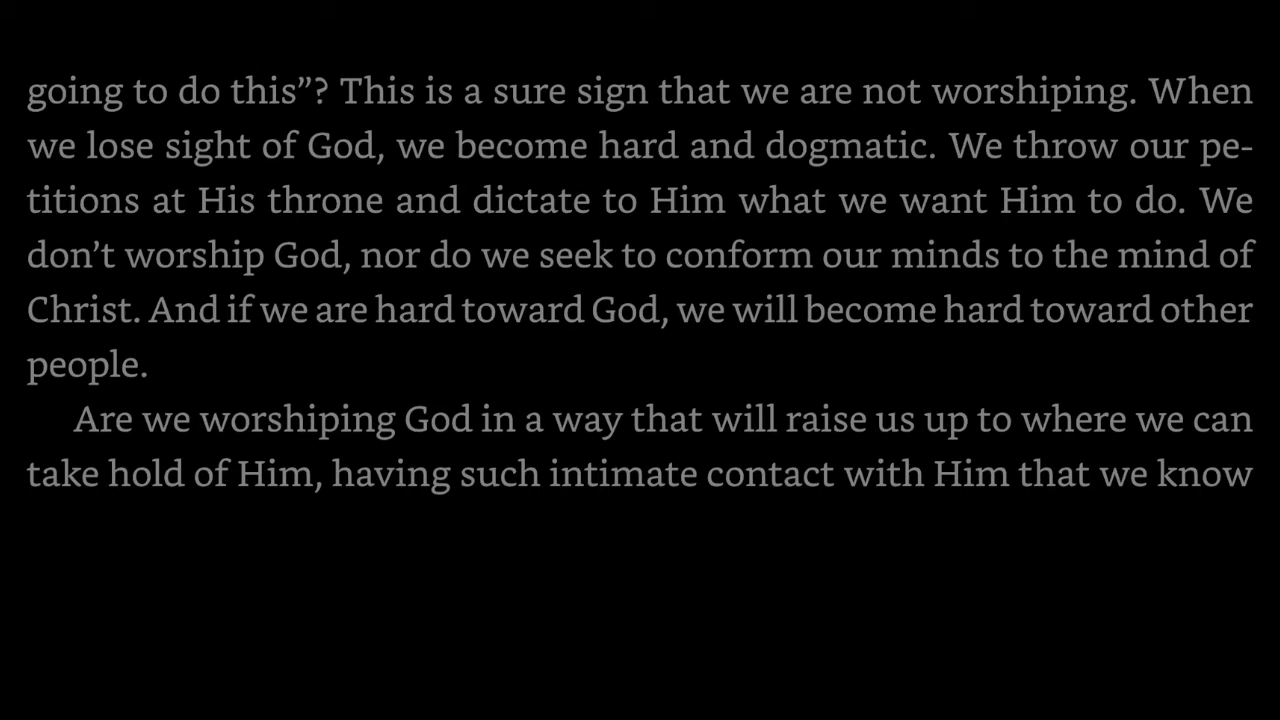 going to do this”? This is a sure sign that we are not worshiping. When
we lose sight of God, we become hard and dogmatic. We throw our pe-
titions at His throne and dictate to Him what we want Him to do. We
don’t worship God, nor do we seek to conform our minds to the mind of
Christ. And if we are hard toward God, we will become hard toward other
people.
Are we worshiping God in a way that will raise us up to where we can
take hold of Him, having such intimate contact with Him that we know